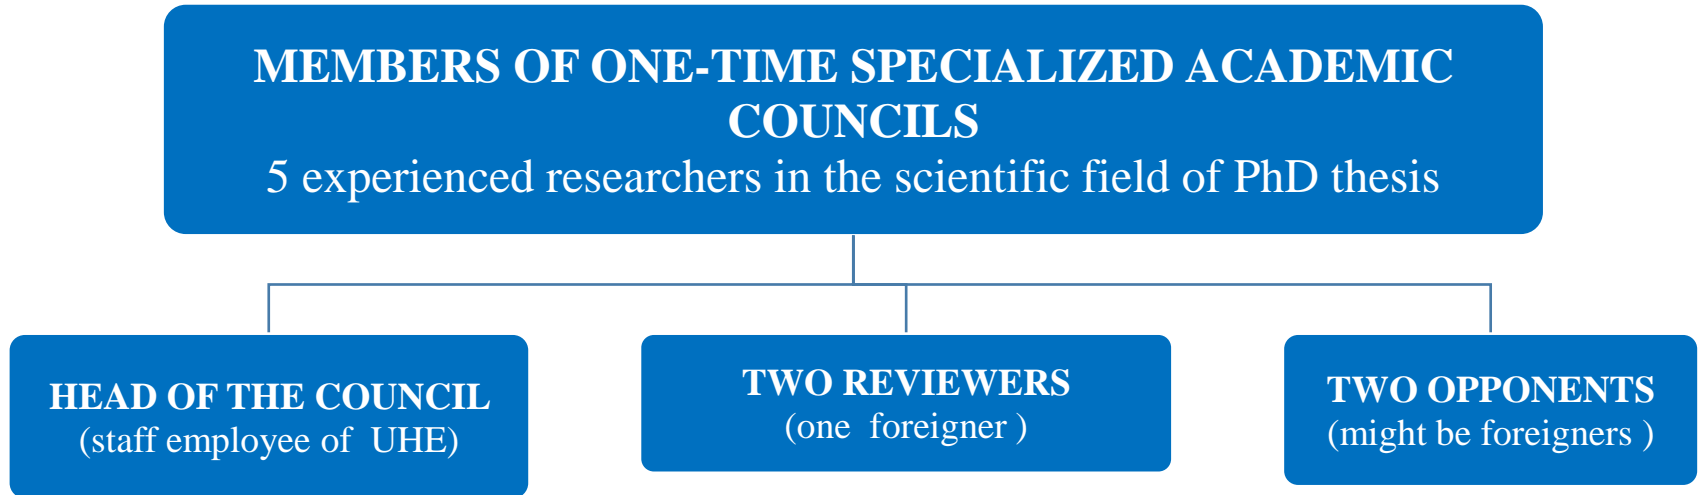 MEMBERS OF ONE-TIME SPECIALIZED ACADEMIC
COUNCILS
5 experienced researchers in the scientific field of PhD thesis
HEAD OF THE COUNCIL
(staff employee of UHE)
TWO REVIEWERS
(one foreigner )
TWO OPPONENTS
(might be foreigners )